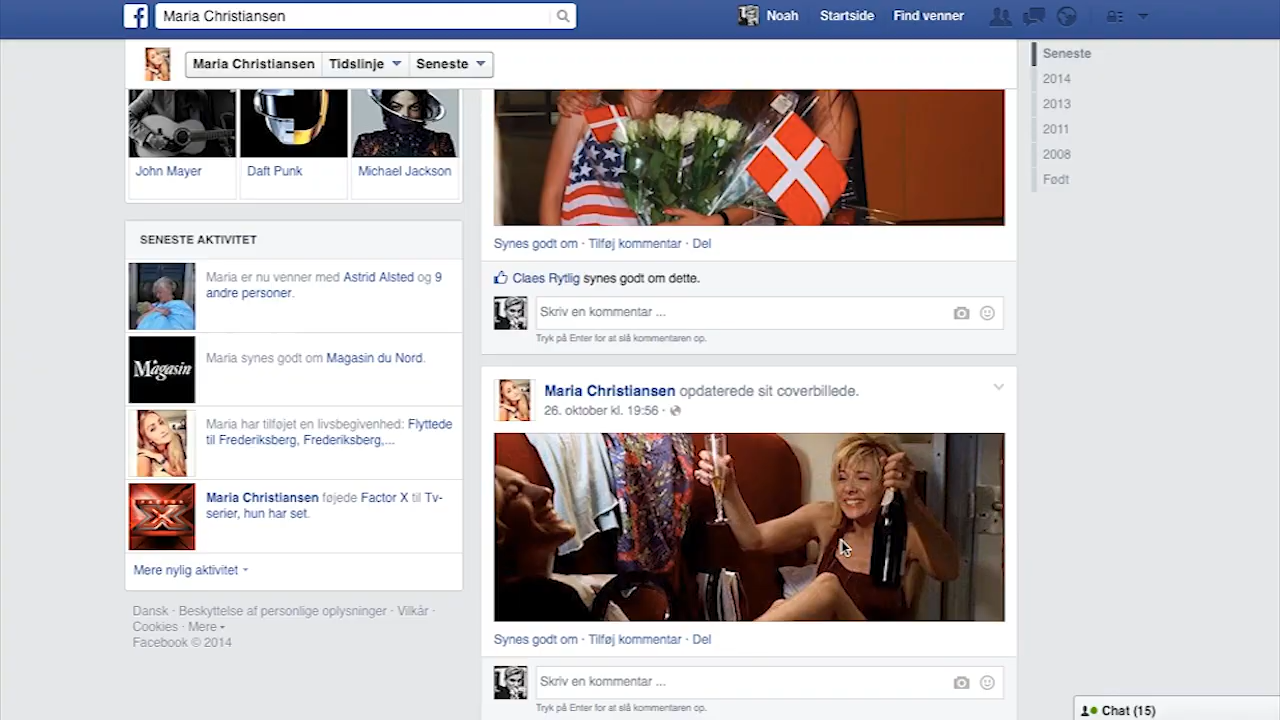 Maria Christiansen
Noah
Startside
Find venner
Maria Christiansen
Tidslinje
Seneste
Seneste
2014
2013
2011
2008
Født
John Mayer
Daft Punk
Michael Jackson
SENESTE AKTIVITET
Maria er nu venner med Astrid Alsted og 9
andre personer.
Magasin
Maria synes godt om Magasin du Nord.
Maria har tilføjet en livsbegivenhed: Flyttede
til Frederiksberg, Frederiksberg,...
Maria Christiansen føjede Factor X til Tv-
serier, hun har set.
Mere nylig aktivitet
Dansk · Beskyttelse af personlige oplysninger · Vilkår ·
Cookies · Mere
Facebook © 2014
Synes godt om · Tilføj kommentar · Del
Claes Rytlig synes godt om dette.
Skriv en kommentar ...
Tryk på Enter for at slå kommentaren op.
Maria Christiansen opdaterede sit coverbillede.
26. oktober kl. 19:56 ·
Synes godt om · Tilføj kommentar · Del
Skriv en kommentar ...
Tryk på Enter for at slå kommentaren op.
Chat (15)